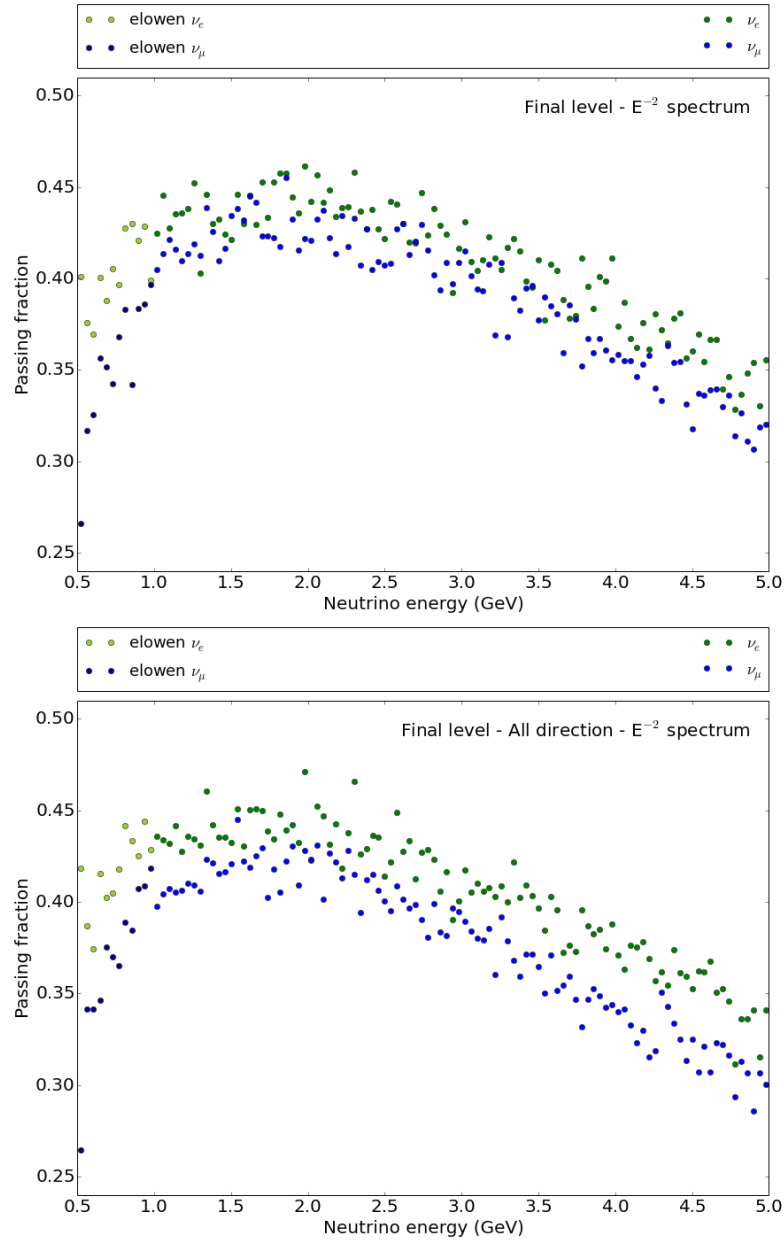 elowen νₑ νₑ
elowen ν_μ ν_μ
Final level - E⁻² spectrum
Passing fraction
0.50
0.45
0.40
0.35
0.30
0.25
0.5 1.0 1.5 2.0 2.5 3.0 3.5 4.0 4.5 5.0
Neutrino energy (GeV)
elowen νₑ νₑ
elowen ν_μ ν_μ
Final level - All direction - E⁻² spectrum
Passing fraction
0.50
0.45
0.40
0.35
0.30
0.25
0.5 1.0 1.5 2.0 2.5 3.0 3.5 4.0 4.5 5.0
Neutrino energy (GeV)